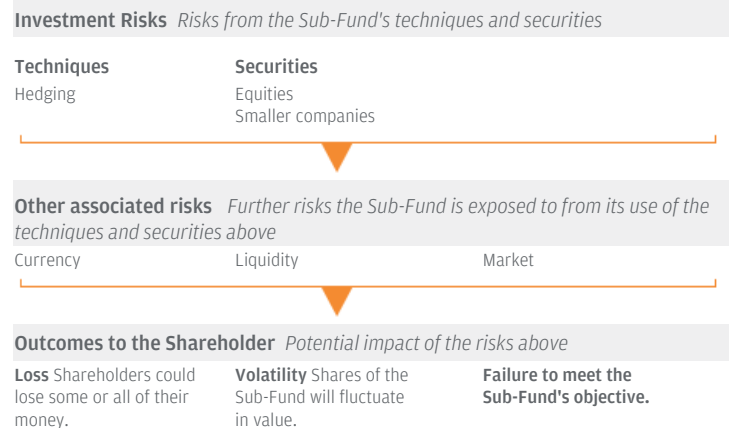 Investment Risks Risks from the Sub-Fund's techniques and securities
Techniques Securities
Hedging Equities
Smaller companies
Other associated risks Further risks the Sub-Fund is exposed to from its use of the
techniques and securities above
Currency Liquidity Market
Outcomes to the Shareholder Potential impact of the risks above
Loss Shareholders could
lose some or all of their
money.
Volatility Shares of the
Sub-Fund will fluctuate
in value.
Failure to meet the
Sub-Fund's objective.